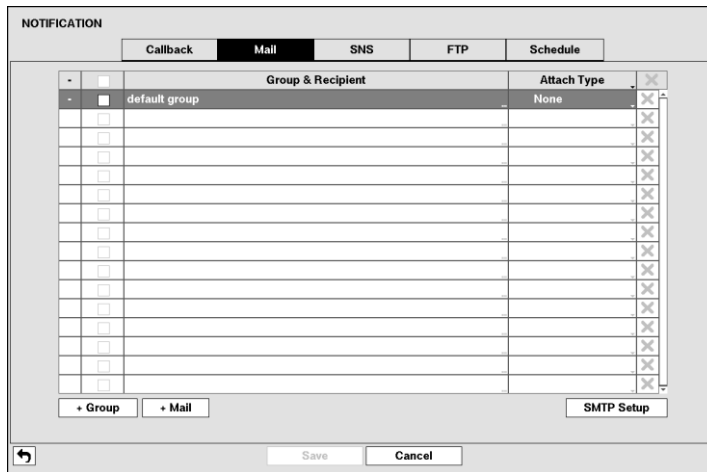 NOTIFICATION
Callback Mail SNS FTP Schedule
- Group & Recipient Attach Type
- default group None
+ Group + Mail SMTP Setup
Save Cancel